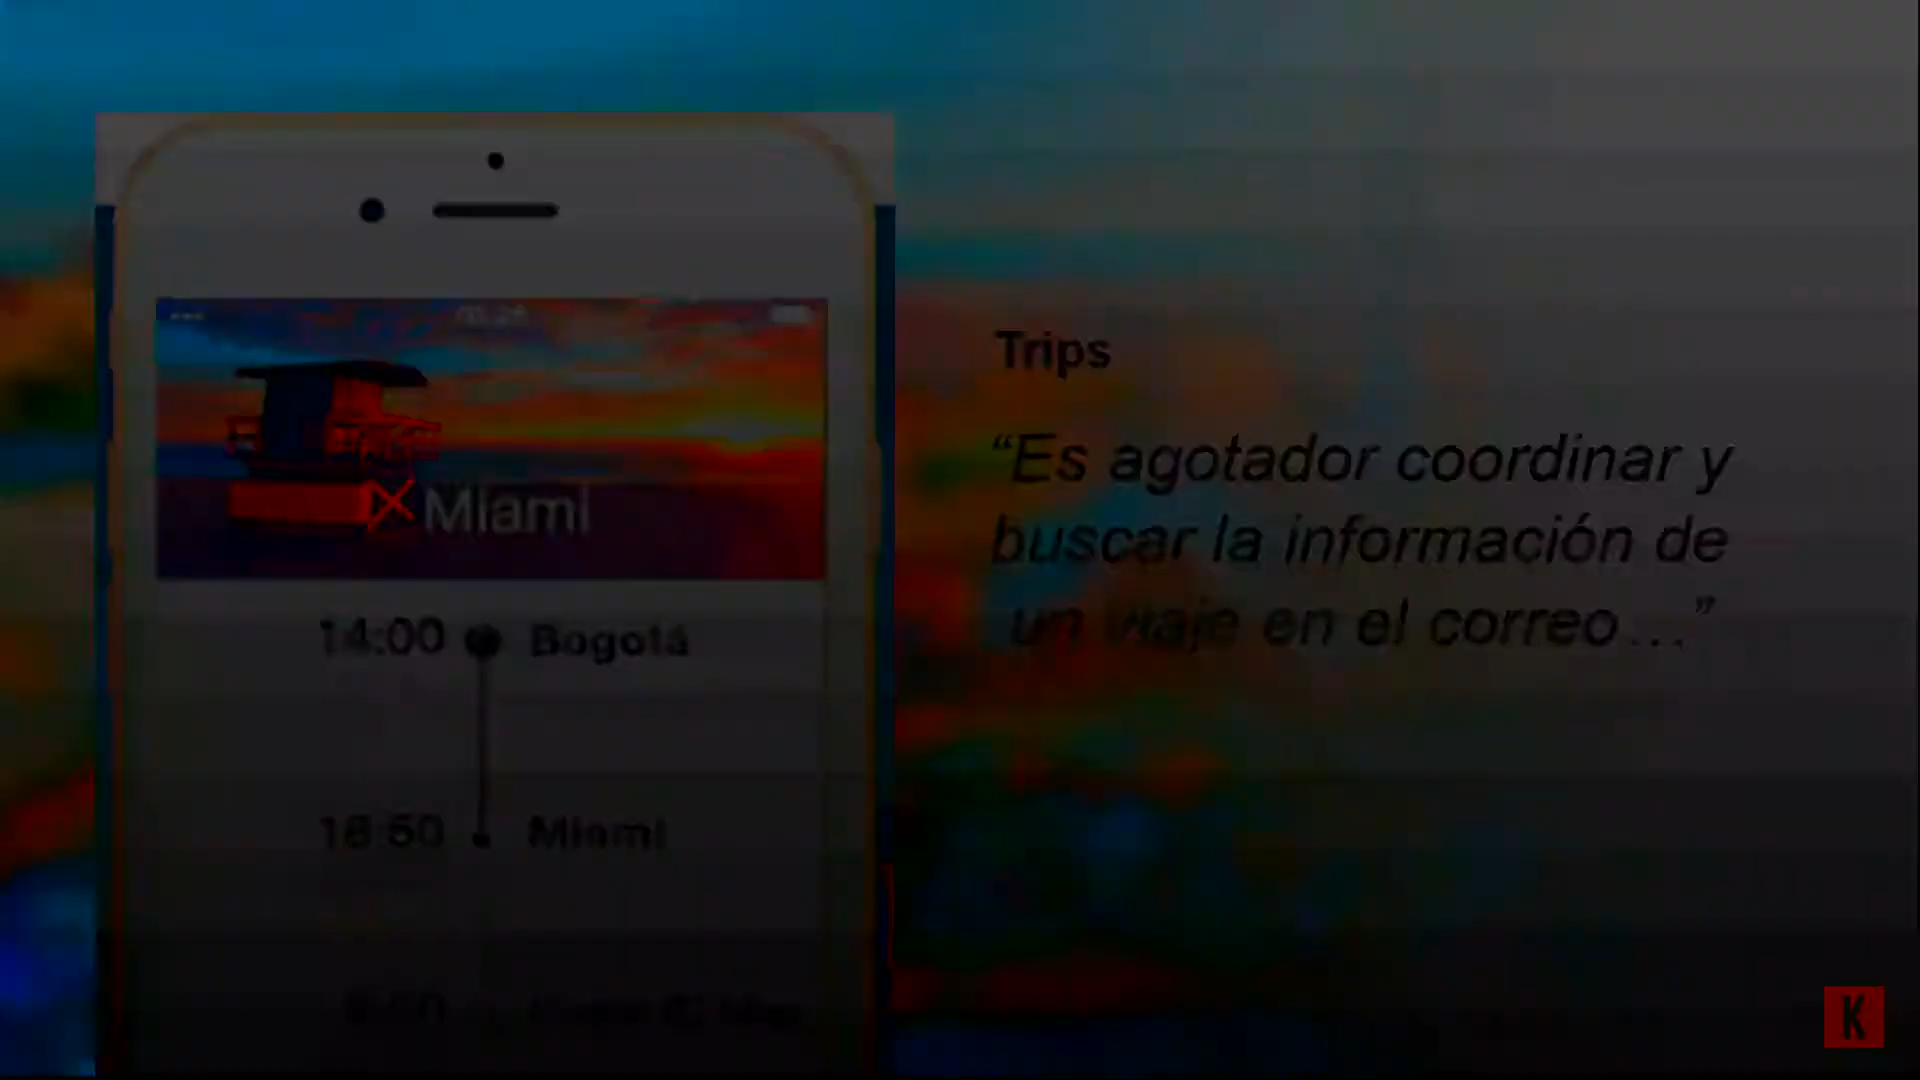 Miami
14:00 Bogotá
18:50 Miami
Trips
“Es agotador coordinar y
buscar la información de
un viaje en el correo…”
K